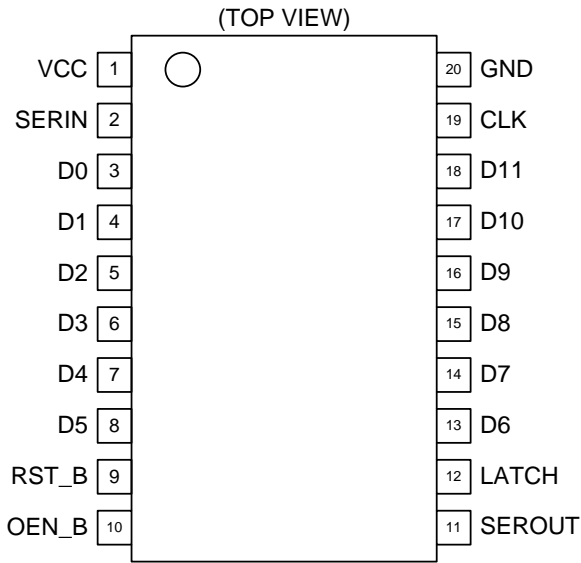 (TOP VIEW)
VCC 1 20 GND
SERIN 2 19 CLK
D0 3 18 D11
D1 4 17 D10
D2 5 16 D9
D3 6 15 D8
D4 7 14 D7
D5 8 13 D6
RST_B 9 12 LATCH
OEN_B 10 11 SEROUT